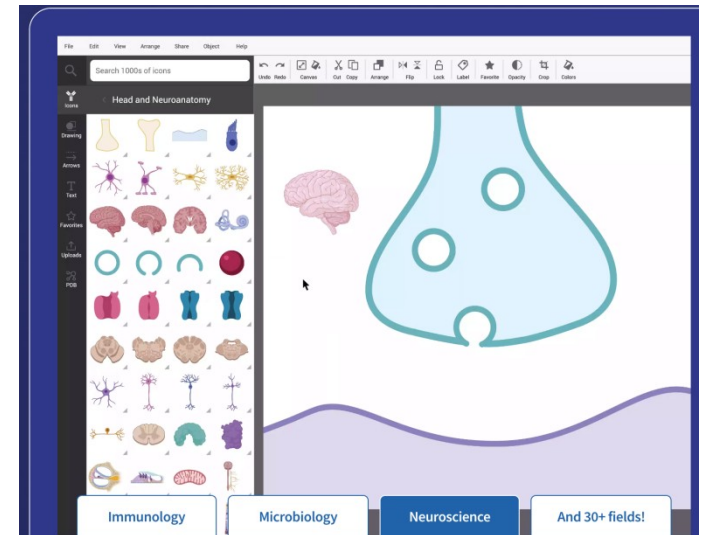 File Edit View Arrange Share Object Help
Search 1000s of icons
Undo Redo Canvas Cut Copy Arrange Flip Lock Label Favorite Opacity Crop Colors
Icons
Head and Neuroanatomy
Drawing
Arrows
Text
Favorites
Uploads
PDB
Immunology
Microbiology
Neuroscience
And 30+ fields!